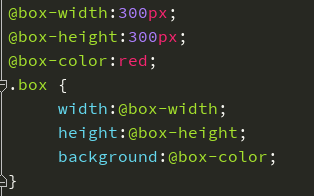 @box-width:300px;
@box-height:300px;
@box-color:red;
.box {
    width:@box-width;
    height:@box-height;
    background:@box-color;
}